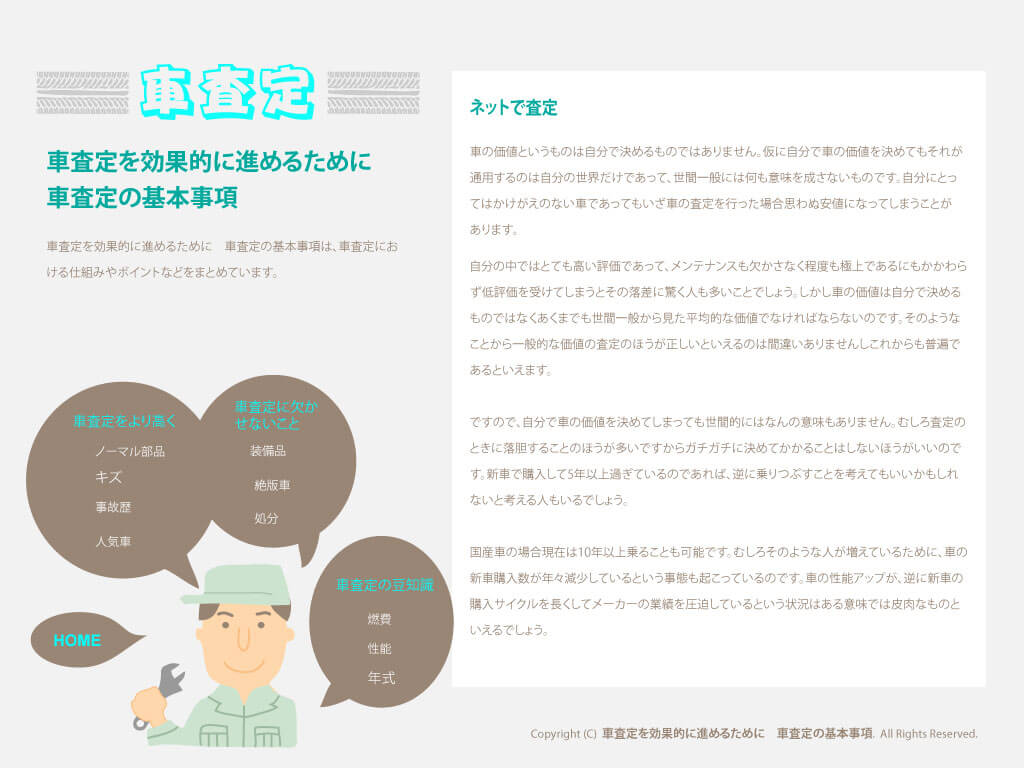 車査定
車査定を効果的に進めるために
車査定の基本事項
車査定を効果的に進めるために　車査定の基本事項は、車査定にお
ける仕組みやポイントなどをまとめています。
車査定をより高く
ノーマル部品
キズ
事故歴
人気車
車査定に欠か
せないこと
装備品
絶版車
処分
車査定の豆知識
燃費
性能
年式
HOME
ネットで査定
車の価値というものは自分で決めるものではありません。仮に自分で車の価値を決めてもそれが
通用するのは自分の世界だけであって、世間一般には何も意味を成さないものです。自分にとっ
てはかけがえのない車であってもいざ車の査定を行った場合思わぬ安値になってしまうことが
あります。
自分の中ではとても高い評価であって、メンテナンスも欠かさなく程度も極上であるにもかかわら
ず低評価を受けてしまうとその落差に驚く人も多いことでしょう。しかし車の価値は自分で決める
ものではなくあくまでも世間一般から見た平均的な価値でなければならないのです。そのような
ことから一般的な価値の査定のほうが正しいといえるのは間違いありませんしこれからも普遍で
あるといえます。
ですので、自分で車の価値を決めてしまっても世間的にはなんの意味もありません。むしろ査定の
ときに落胆することのほうが多いですからガチガチに決めてかかることはしないほうがいいので
す。新車で購入して5年以上過ぎているのであれば、逆に乗りつぶすことを考えてもいいかもしれ
ないと考える人もいるでしょう。
国産車の場合現在は10年以上乗ることも可能です。むしろそのような人が増えているために、車の
新車購入数が年々減少しているという事態も起こっているのです。車の性能アップが、逆に新車の
購入サイクルを長くしてメーカーの業績を圧迫しているという状況はある意味では皮肉なものと
いえるでしょう。
Copyright (C) 車査定を効果的に進めるために　車査定の基本事項. All Rights Reserved.